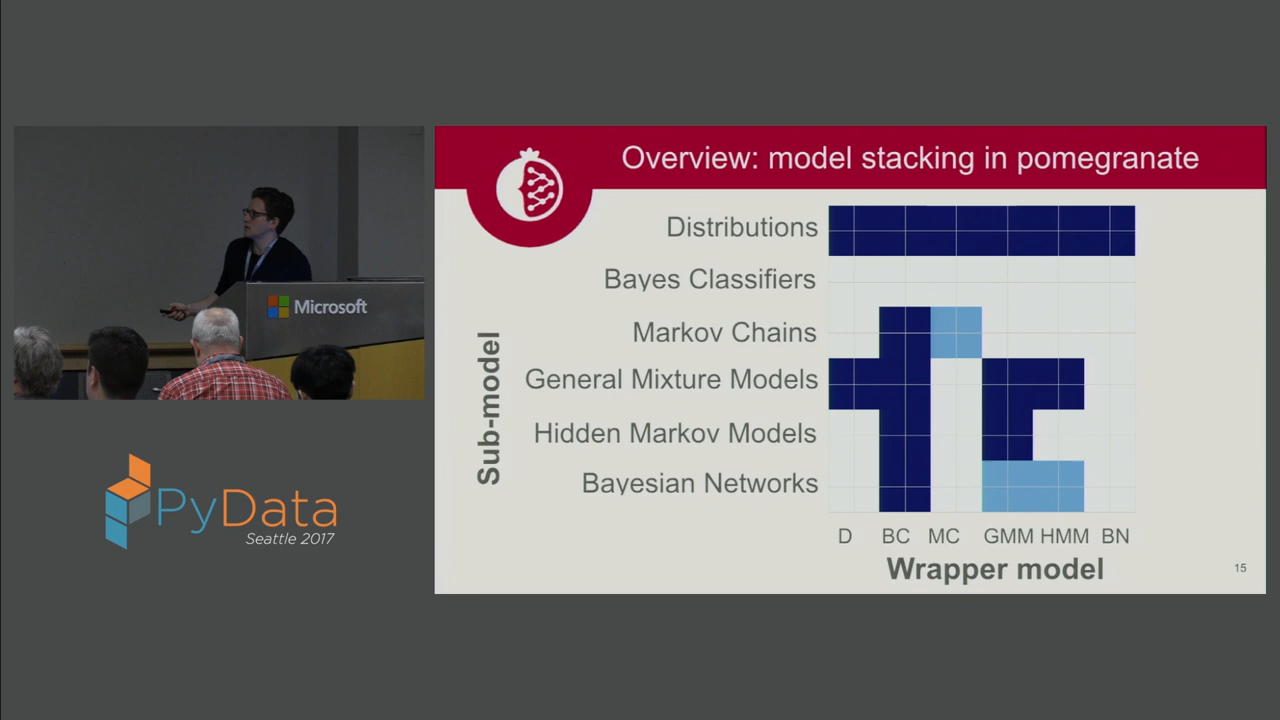 Overview: model stacking in pomegranate
Distributions
Bayes Classifiers
Markov Chains
General Mixture Models
Hidden Markov Models
Bayesian Networks
Sub-model
D BC MC GMM HMM BN
Wrapper model
15
Microsoft
PyData
Seattle 2017